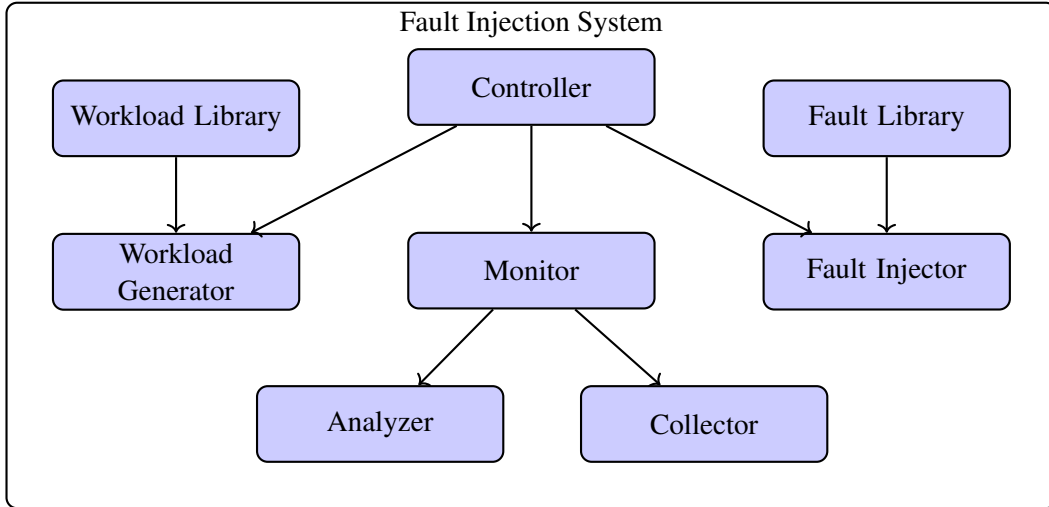 Fault Injection System
Controller
Workload Library
Fault Library
Workload
Generator
Monitor
Fault Injector
Analyzer
Collector